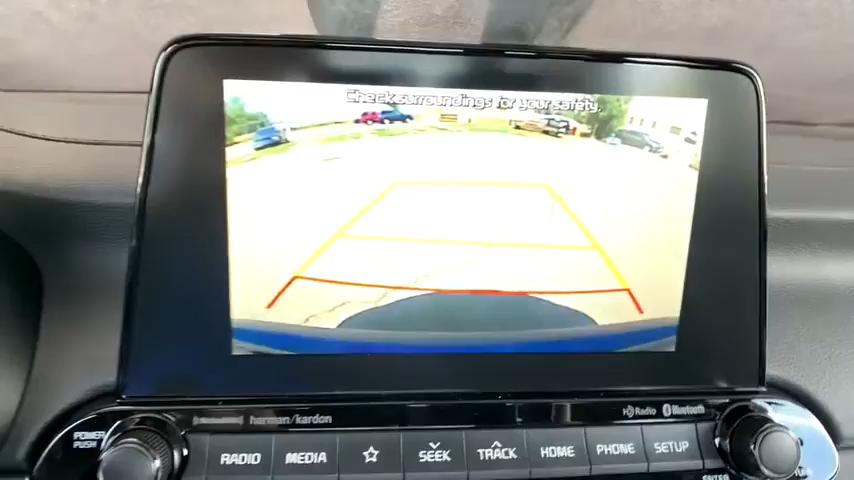 Check surroundings for your safety
harman/kardon
HD Radio Bluetooth
POWER
PUSH
RADIO
MEDIA
SEEK
TRACK
HOME
PHONE
SETUP
ENTER